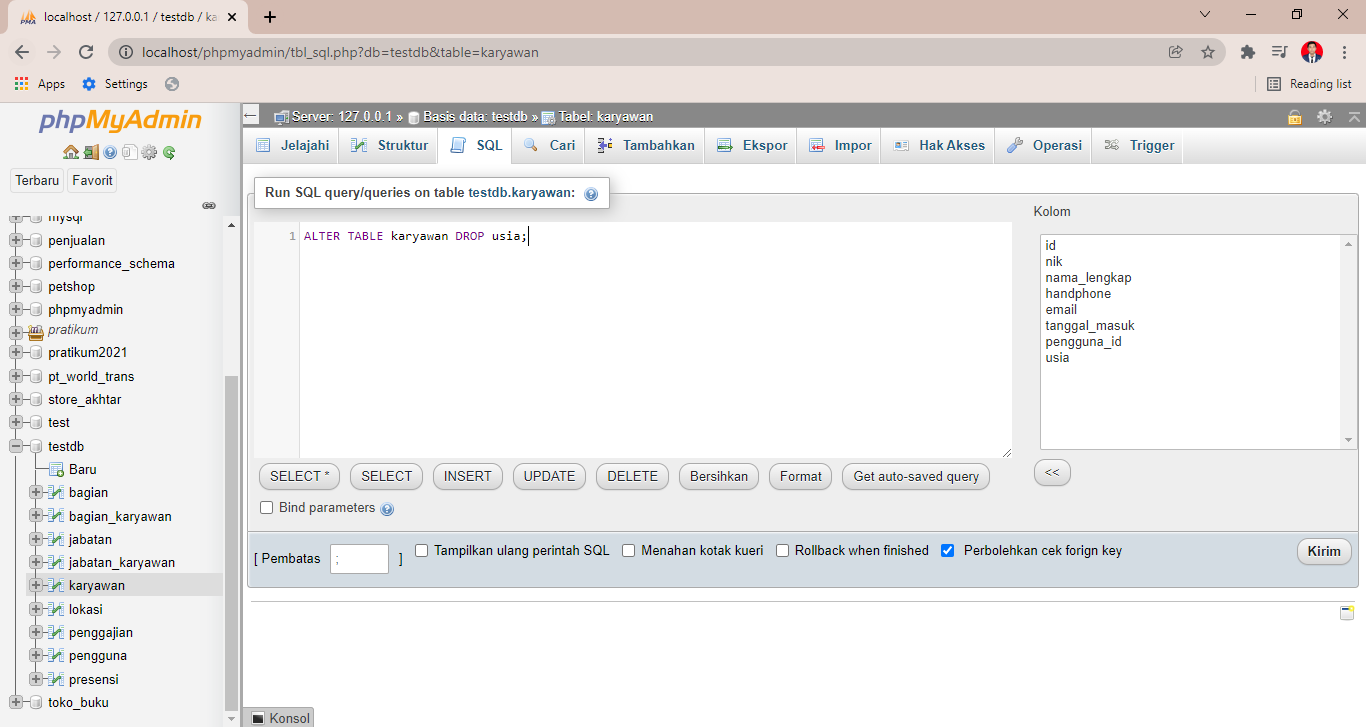 localhost / 127.0.0.1 / testdb / ka
localhost/phpmyadmin/tbl_sql.php?db=testdb&table=karyawan
Apps Settings Reading list
phpMyAdmin
Terbaru Favorit
mysql
penjualan
performance_schema
petshop
phpmyadmin
pratikum
pratikum2021
pt_world_trans
store_akhtar
test
testdb
Baru
bagian
bagian_karyawan
jabatan
jabatan_karyawan
karyawan
lokasi
penggajian
pengguna
presensi
toko_buku
Server: 127.0.0.1 » Basis data: testdb » Tabel: karyawan
Jelajahi Struktur SQL Cari Tambahkan Ekspor Impor Hak Akses Operasi Trigger
Run SQL query/queries on table testdb.karyawan:
1 ALTER TABLE karyawan DROP usia;
Kolom
id
nik
nama_lengkap
handphone
email
tanggal_masuk
pengguna_id
usia
<<
SELECT * SELECT INSERT UPDATE DELETE Bersihkan Format Get auto-saved query
Bind parameters
[ Pembatas ; ] Tampilkan ulang perintah SQL Menahan kotak kueri Rollback when finished Perbolehkan cek forign key Kirim
Konsol